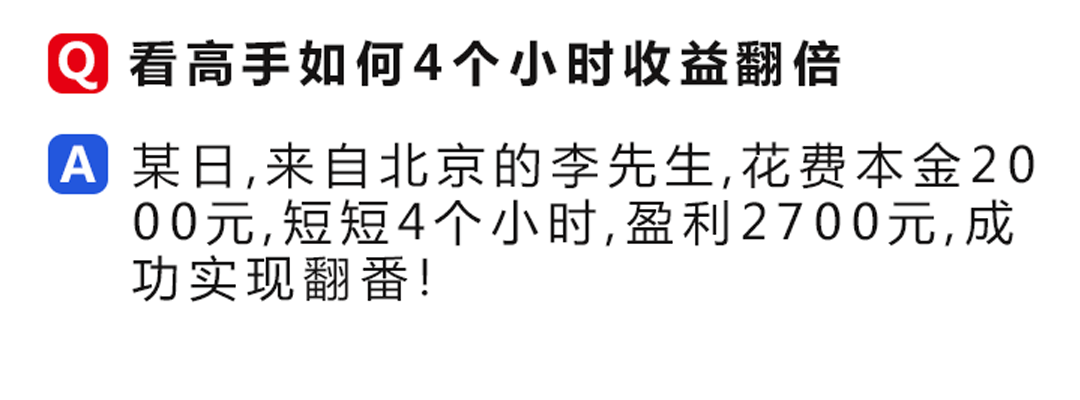 Q 看高手如何4个小时收益翻倍
A 某日,来自北京的李先生,花费本金20
00元,短短4个小时,盈利2700元,成
功实现翻番!